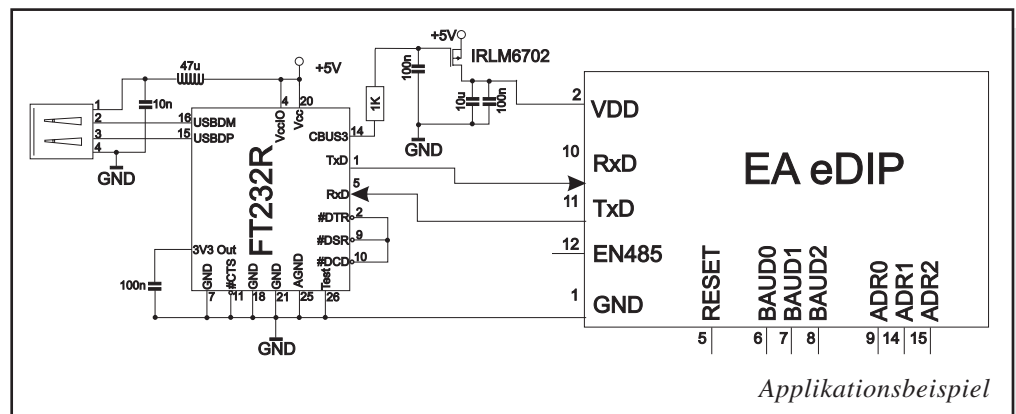 +5V
47u
+5V
100n
IRLM6702
1
2
3
4
10n
GND
16
15
USBDM
USBDP
4
20
VccIO
Vcc
FT232R
CBUS3
14
1K
10u
100n
GND
TxD
1
RxD
5
#DTR
2
#DSR
9
#DCD
10
3V3 Out
100n
GND
#CTS
GND
GND
AGND
Test
7
11
18
21
25
26
GND
EA eDIP
2
VDD
10
RxD
11
TxD
12
EN485
1
GND
RESET
BAUD0
BAUD1
BAUD2
ADR0
ADR1
ADR2
5
6
7
8
9
14
15
Applikationsbeispiel